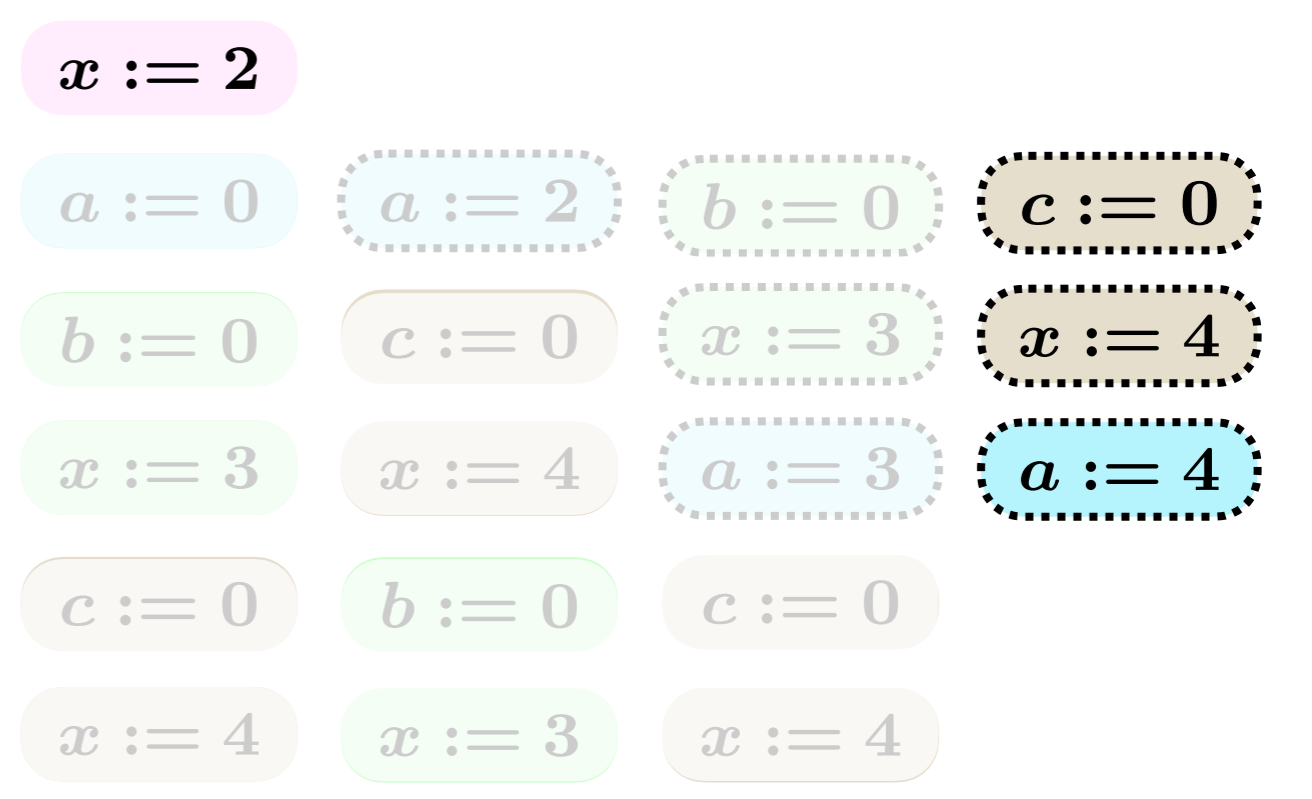 x := 2
a := 0 a := 2 b := 0 c := 0
b := 0 c := 0 x := 3 x := 4
x := 3 x := 4 a := 3 a := 4
c := 0 b := 0 c := 0
x := 4 x := 3 x := 4